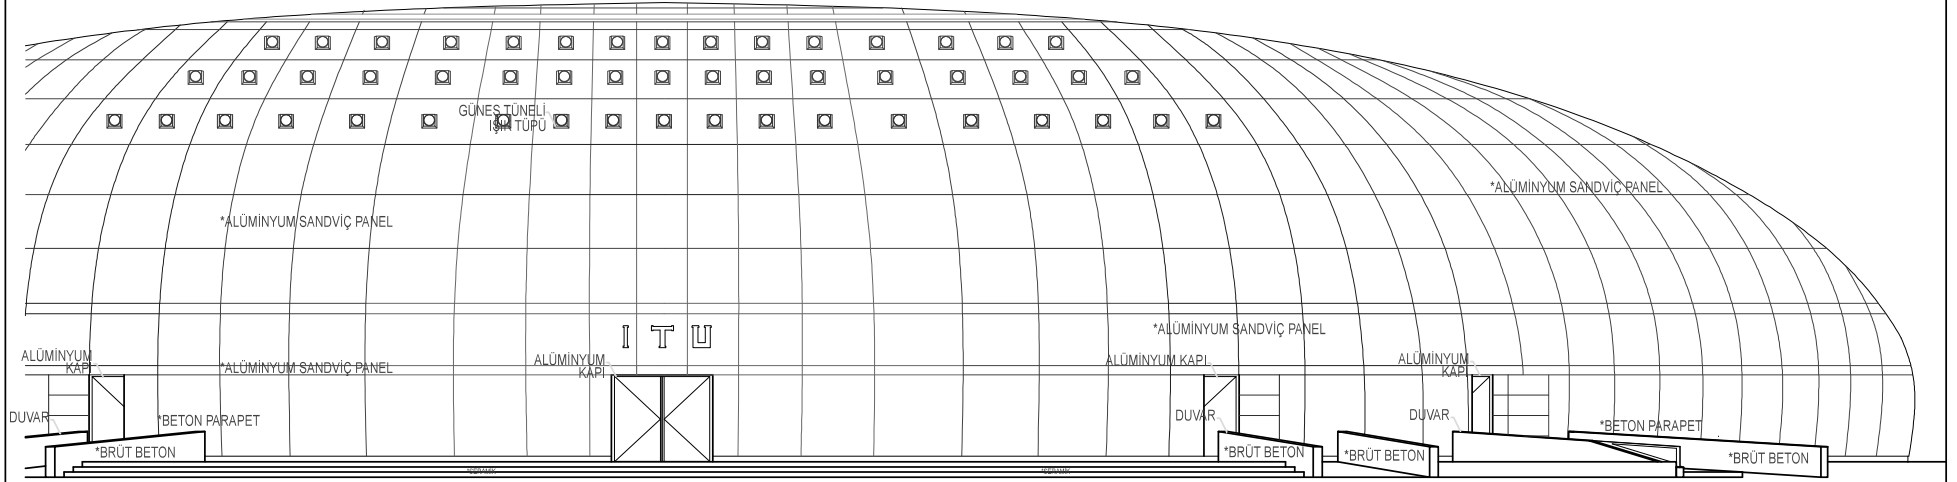 GÜNEŞ TÜNELİ
IŞIK TÜPÜ
*ALÜMİNYUM SANDVİÇ PANEL
*ALÜMİNYUM SANDVİÇ PANEL
I T U
*ALÜMİNYUM SANDVİÇ PANEL
ALÜMİNYUM
KAPI
*ALÜMİNYUM SANDVİÇ PANEL
ALÜMİNYUM
KAPI
ALÜMİNYUM KAPI
ALÜMİNYUM
KAPI
DUVAR
*BETON PARAPET
DUVAR
DUVAR
*BETON PARAPET
*BRÜT BETON
*BRÜT BETON
*BRÜT BETON
*BRÜT BETON
*SERAMİK
*SERAMİK